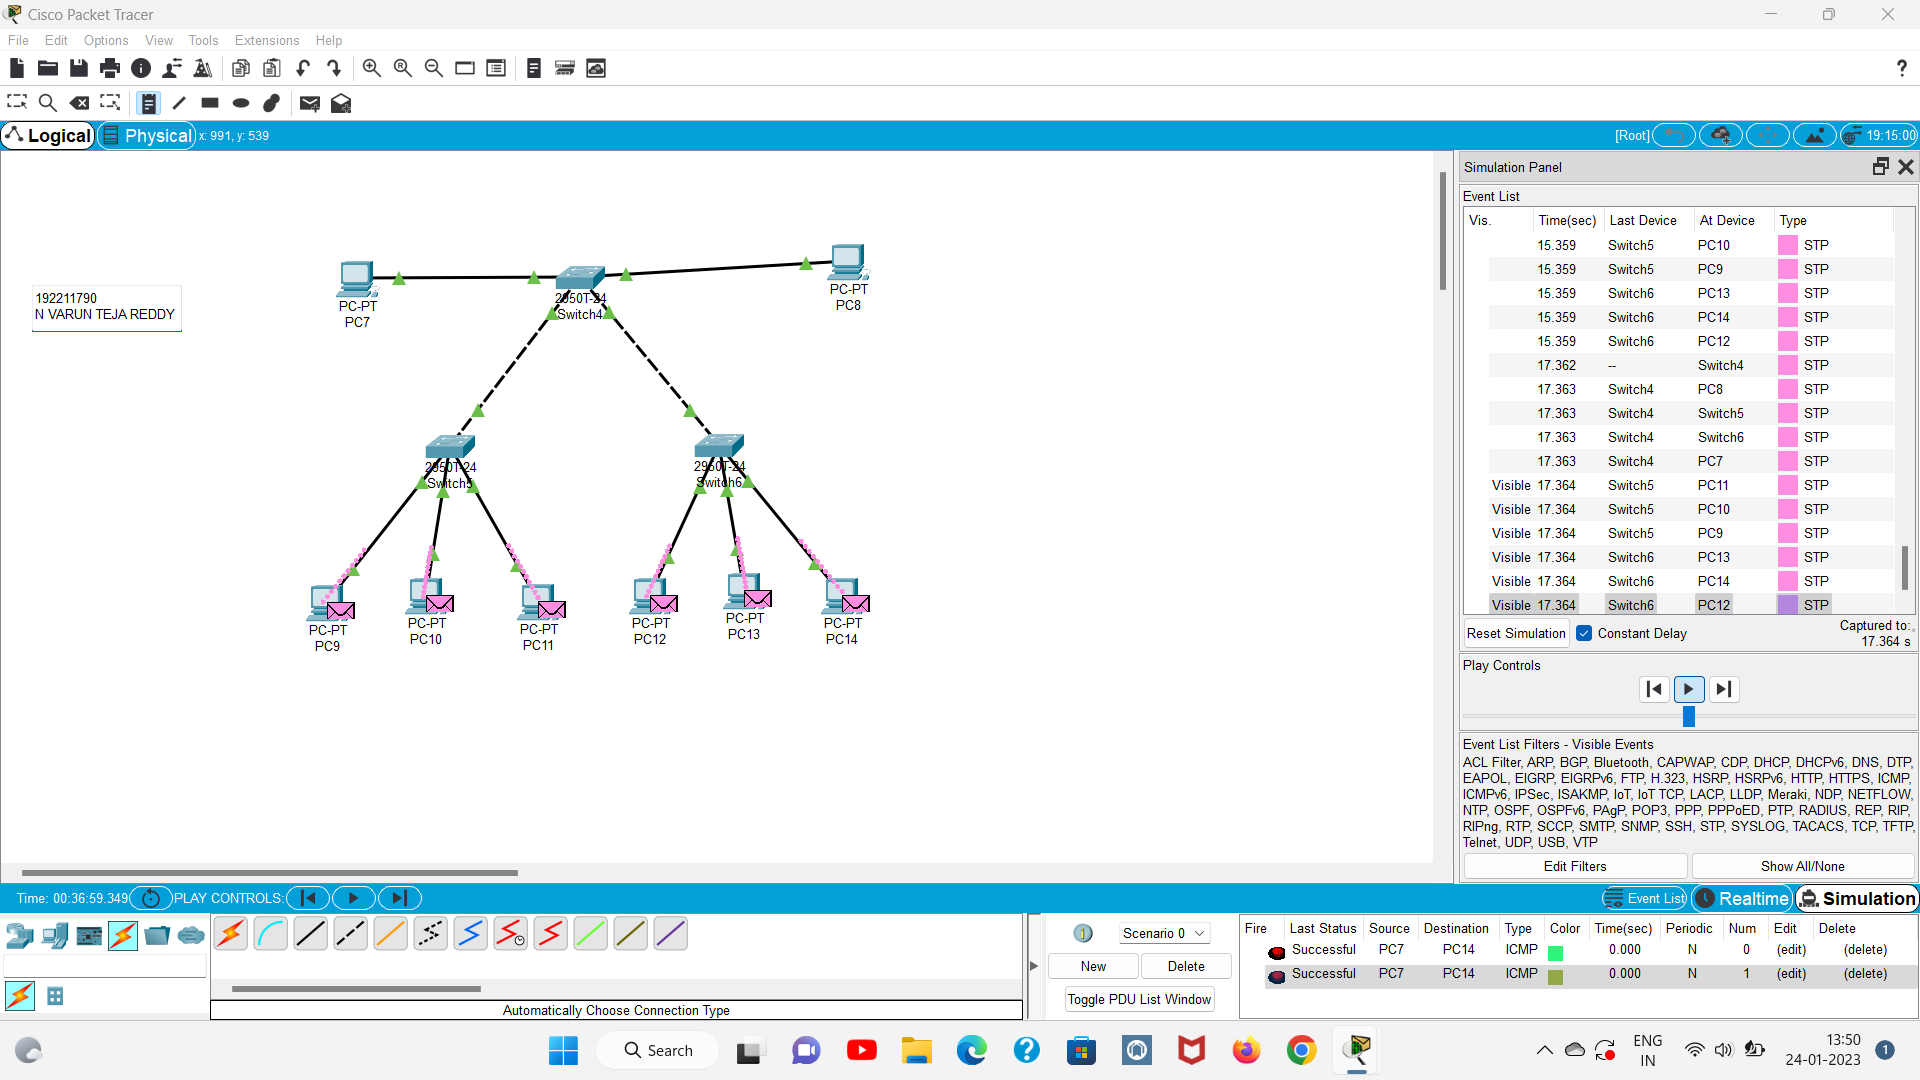 Cisco Packet Tracer
File Edit Options View Tools Extensions Help
?
Logical Physical x: 991, y: 539 [Root] 19:15:00
192211790
N VARUN TEJA REDDY
PC-PT
PC7
2950T-24
Switch4
PC-PT
PC8
2950T-24
Switch5
2950T-24
Switch6
PC-PT
PC9
PC-PT
PC10
PC-PT
PC11
PC-PT
PC12
PC-PT
PC13
PC-PT
PC14
Simulation Panel
Event List
Vis. Time(sec) Last Device At Device Type
15.359 Switch5 PC10 STP
15.359 Switch5 PC9 STP
15.359 Switch6 PC13 STP
15.359 Switch6 PC14 STP
15.359 Switch6 PC12 STP
17.362 -- Switch4 STP
17.363 Switch4 PC8 STP
17.363 Switch4 Switch5 STP
17.363 Switch4 Switch6 STP
17.363 Switch4 PC7 STP
Visible 17.364 Switch5 PC11 STP
Visible 17.364 Switch5 PC10 STP
Visible 17.364 Switch5 PC9 STP
Visible 17.364 Switch6 PC13 STP
Visible 17.364 Switch6 PC14 STP
Visible 17.364 Switch6 PC12 STP
Reset Simulation Constant Delay Captured to:
17.364 s
Play Controls
Event List Filters - Visible Events
ACL Filter, ARP, BGP, Bluetooth, CAPWAP, CDP, DHCP, DHCPv6, DNS, DTP,
EAPOL, EIGRP, EIGRPv6, FTP, H.323, HSRP, HSRPv6, HTTP, HTTPS, ICMP,
ICMPv6, IPSec, ISAKMP, IoT, IoT TCP, LACP, LLDP, Meraki, NDP, NETFLOW,
NTP, OSPF, OSPFv6, PAgP, POP3, PPP, PPPoED, PTP, RADIUS, REP, RIP,
RIPng, RTP, SCCP, SMTP, SNMP, SSH, STP, SYSLOG, TACACS, TCP, TFTP,
Telnet, UDP, USB, VTP
Edit Filters Show All/None
Time: 00:36:59.349 PLAY CONTROLS: Event List Realtime Simulation
Automatically Choose Connection Type
1 Scenario 0
New Delete
Toggle PDU List Window
Fire Last Status Source Destination Type Color Time(sec) Periodic Num Edit Delete
Successful PC7 PC14 ICMP 0.000 N 0 (edit) (delete)
Successful PC7 PC14 ICMP 0.000 N 1 (edit) (delete)
Search
ENG
IN
13:50
24-01-2023
1